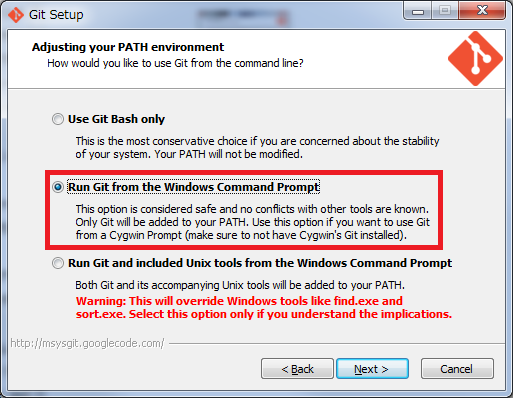 Git Setup
Adjusting your PATH environment
How would you like to use Git from the command line?
Use Git Bash only
This is the most conservative choice if you are concerned about the stability
of your system. Your PATH will not be modified.
Run Git from the Windows Command Prompt
This option is considered safe and no conflicts with other tools are known.
Only Git will be added to your PATH. Use this option if you want to use Git
from a Cygwin Prompt (make sure to not have Cygwin's Git installed).
Run Git and included Unix tools from the Windows Command Prompt
Both Git and its accompanying Unix tools will be added to your PATH.
Warning: This will override Windows tools like find.exe and
sort.exe. Select this option only if you understand the implications.
http://msysgit.googlecode.com/
< Back
Next >
Cancel